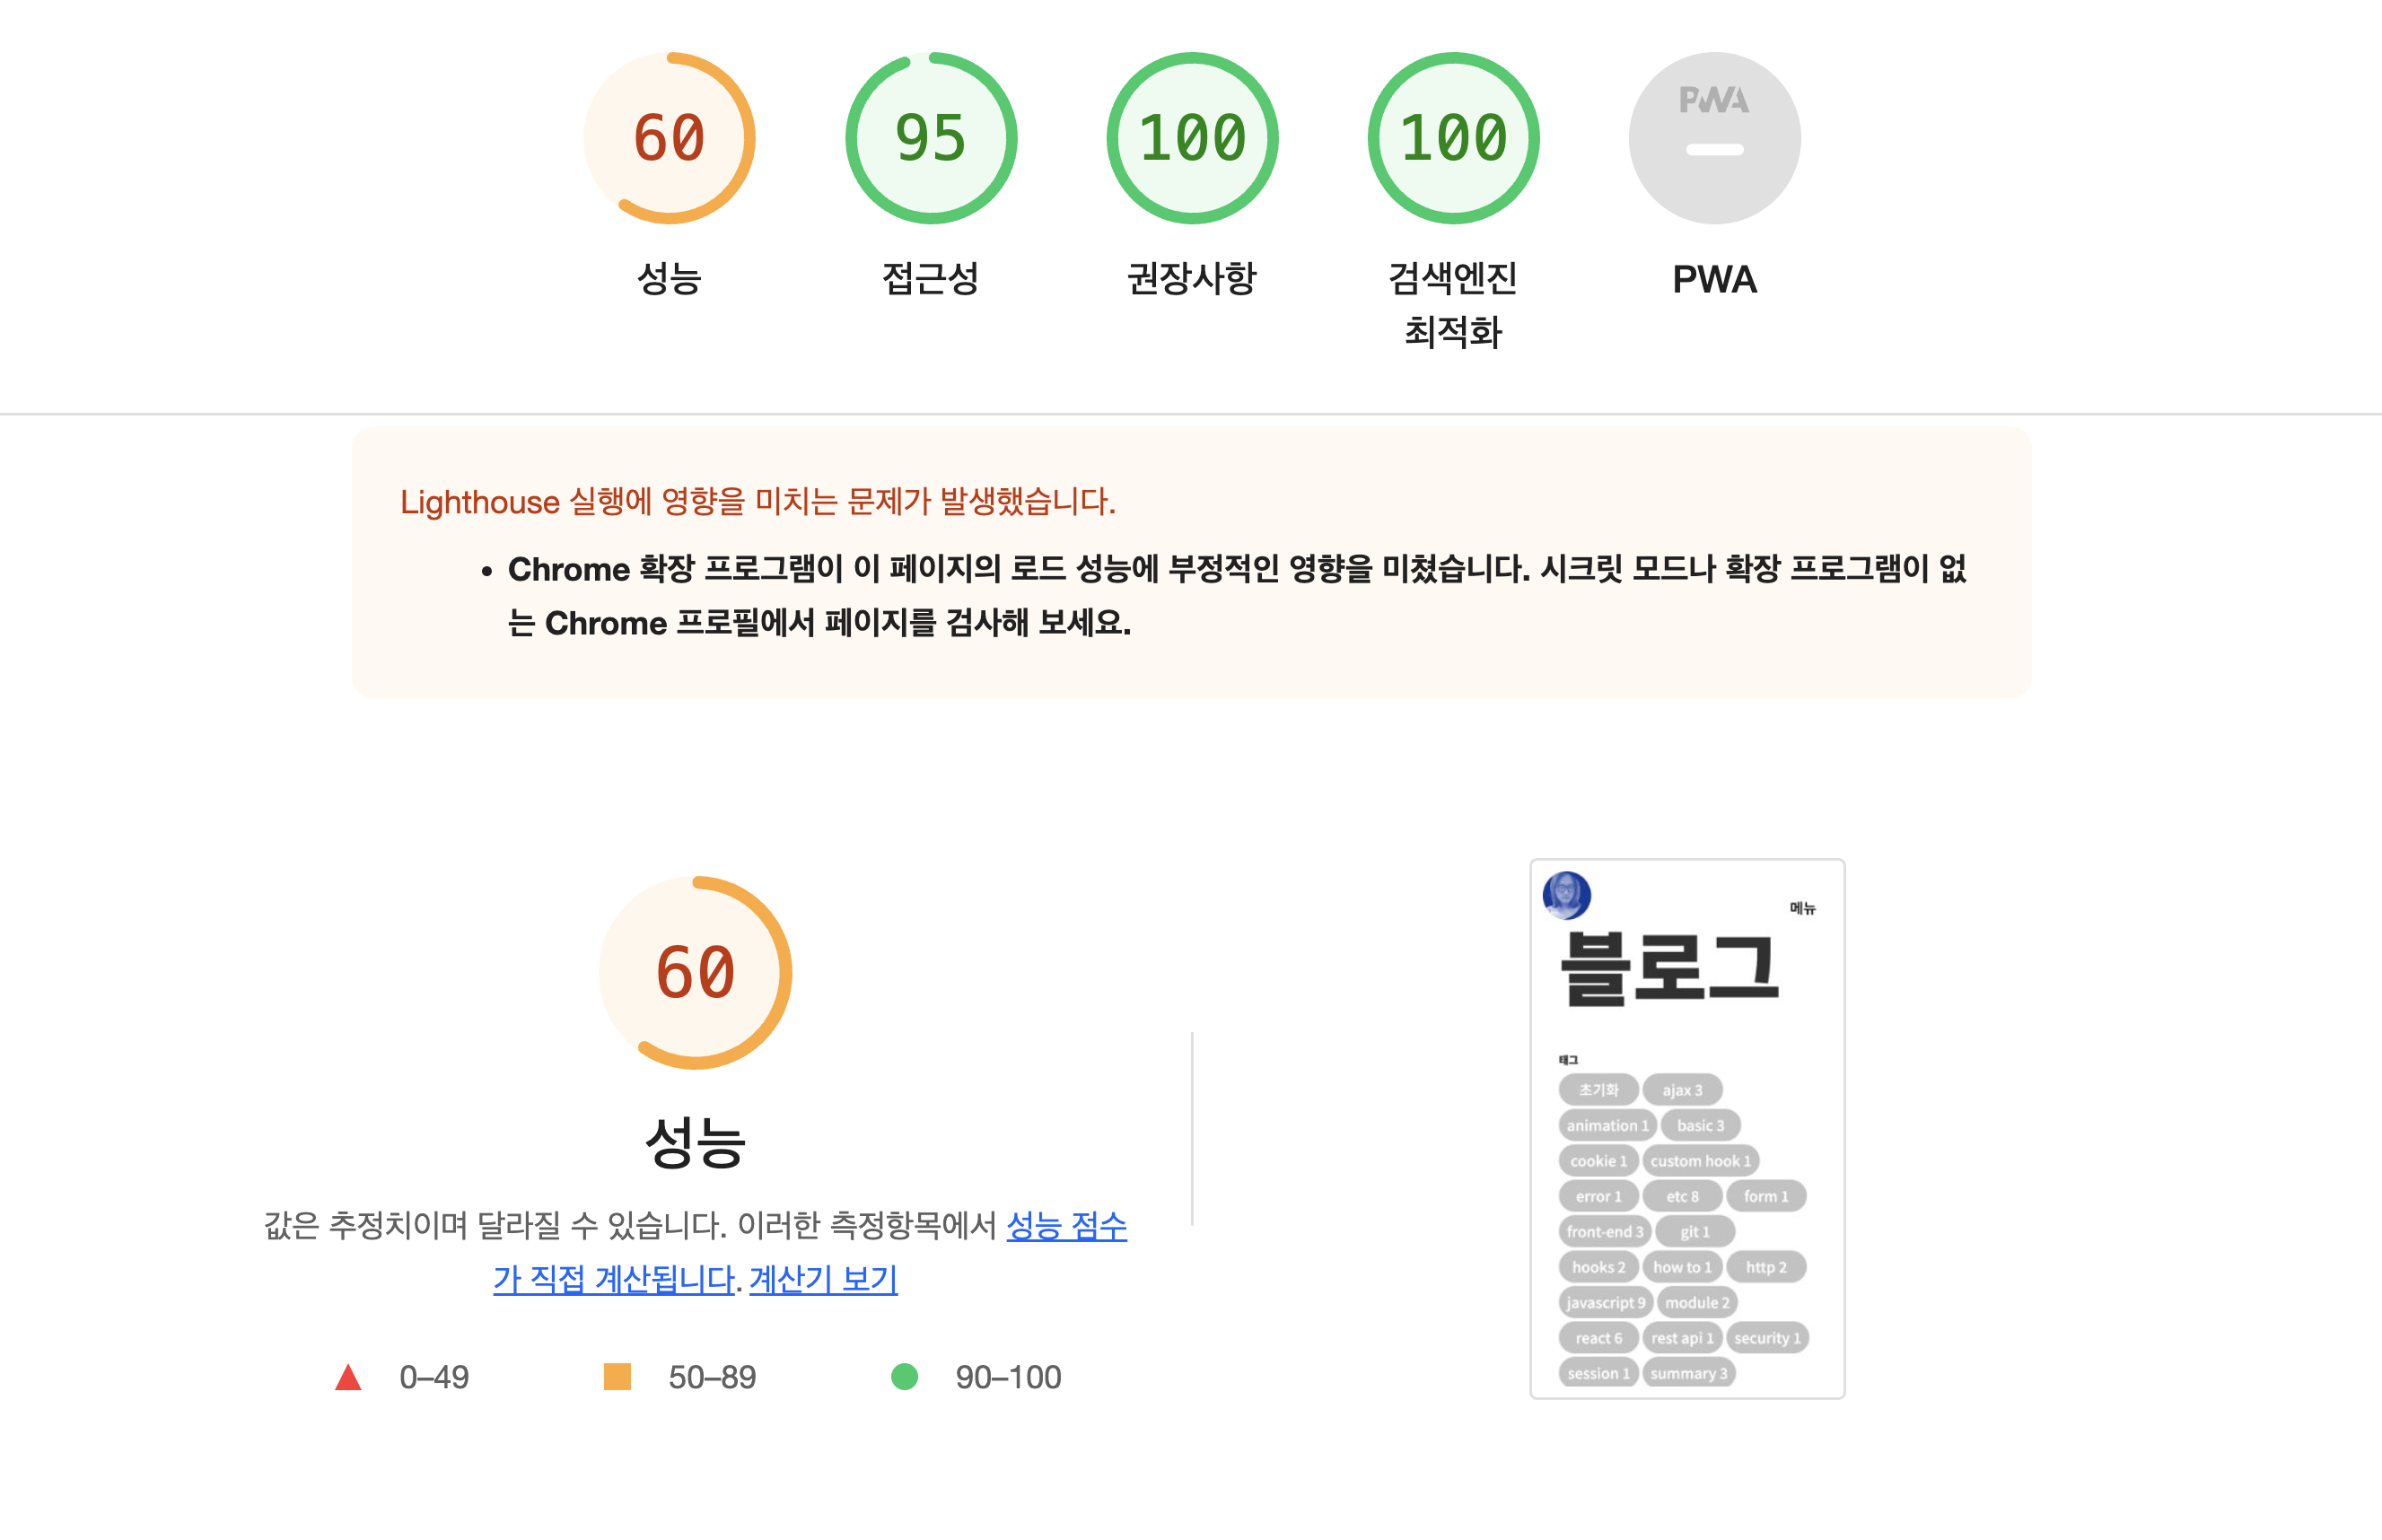 60
95
100
100
PWA
성능
접근성
권장사항
검색엔진
최적화
PWA
Lighthouse 실행에 영향을 미치는 문제가 발생했습니다.
• Chrome 확장 프로그램이 이 페이지의 로드 성능에 부정적인 영향을 미쳤습니다. 시크릿 모드나 확장 프로그램이 없
는 Chrome 프로필에서 페이지를 검사해 보세요.
60
성능
값은 추정치이며 달라질 수 있습니다. 이러한 측정항목에서 성능 점수
가 직접 계산됩니다. 계산기 보기
0–49
50–89
90–100
메뉴
블로그
태그
초기화 ajax 3
animation 1 basic 3
cookie 1 custom hook 1
error 1 etc 8 form 1
front-end 3 git 1
hooks 2 how to 1 http 2
javascript 9 module 2
react 6 rest api 1 security 1
session 1 summary 3